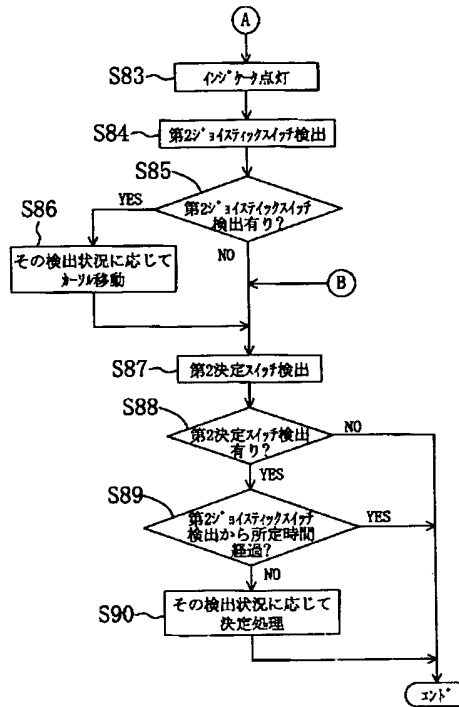 A
S83
インジケータ点灯
S84
第2ジョイスティックスイッチ検出
S85
第2ジョイスティックスイッチ
検出有り?
YES
NO
S86
その検出状況に応じて
カーソル移動
B
S87
第2決定スイッチ検出
S88
第2決定スイッチ検出
有り?
NO
YES
S89
第2ジョイスティックスイッチ
検出から所定時間
経過?
YES
NO
S90
その検出状況に応じて
決定処理
エンド